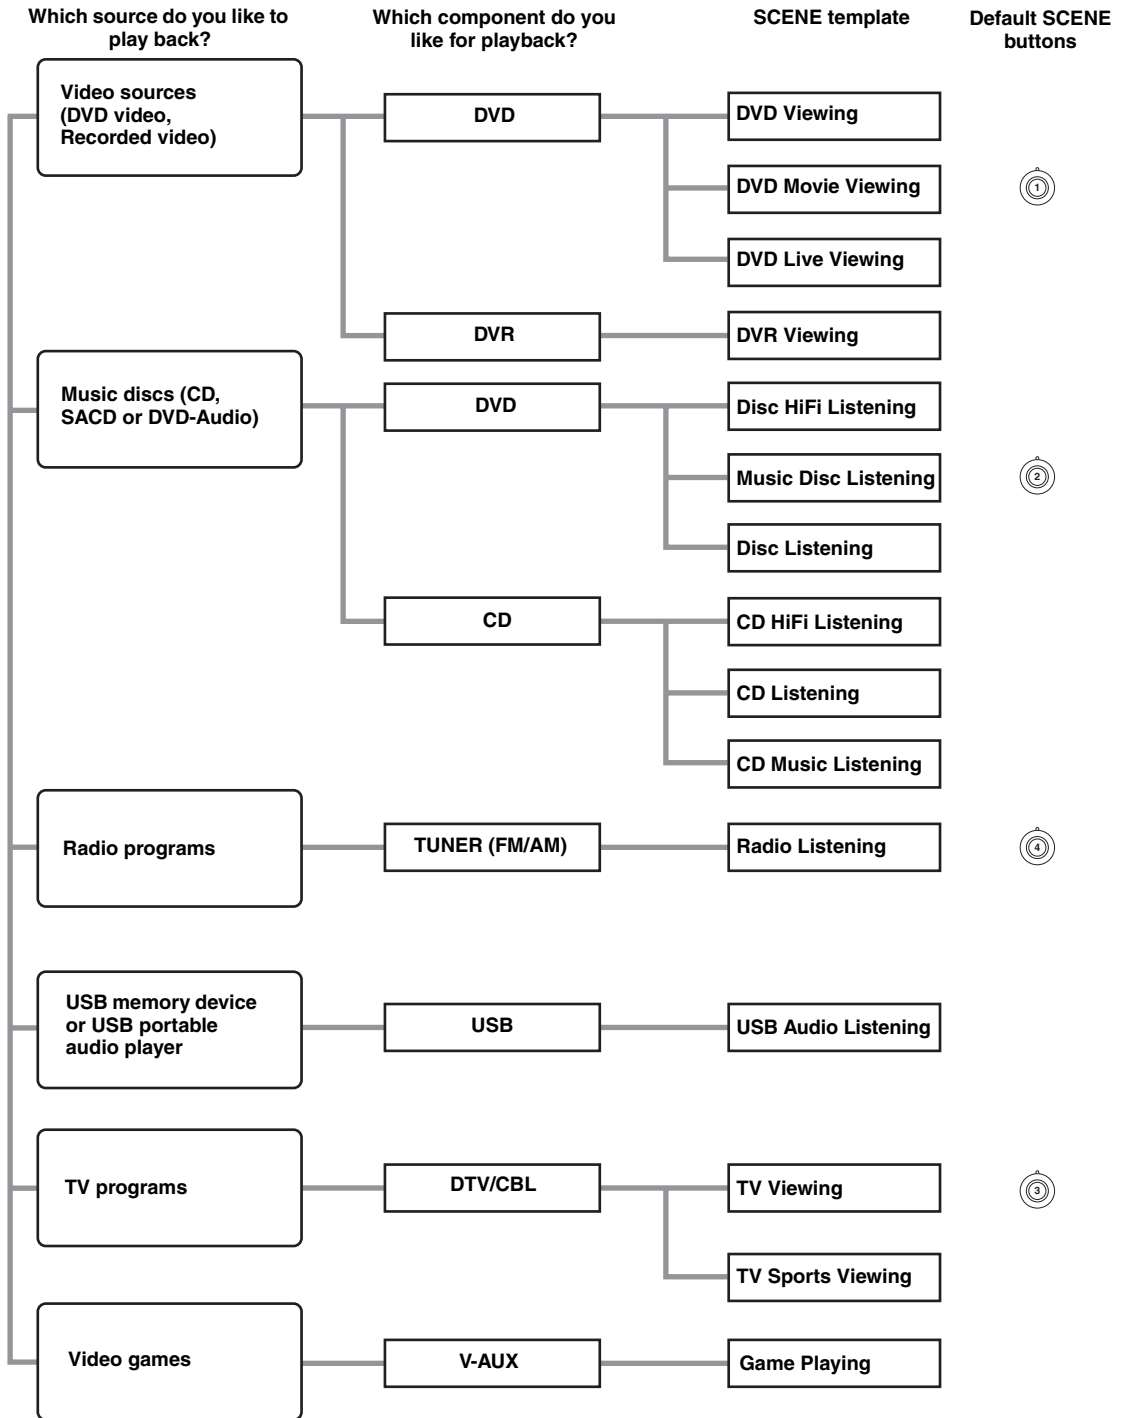 Which source do you like to
play back?
Which component do you
like for playback?
SCENE template
Default SCENE
buttons
Video sources
(DVD video,
Recorded video)
DVD
DVD Viewing
DVD Movie Viewing
1
DVD Live Viewing
DVR
DVR Viewing
Music discs (CD,
SACD or DVD-Audio)
DVD
Disc HiFi Listening
Music Disc Listening
2
Disc Listening
CD
CD HiFi Listening
CD Listening
CD Music Listening
Radio programs
TUNER (FM/AM)
Radio Listening
4
USB memory device
or USB portable
audio player
USB
USB Audio Listening
TV programs
DTV/CBL
TV Viewing
3
TV Sports Viewing
Video games
V-AUX
Game Playing